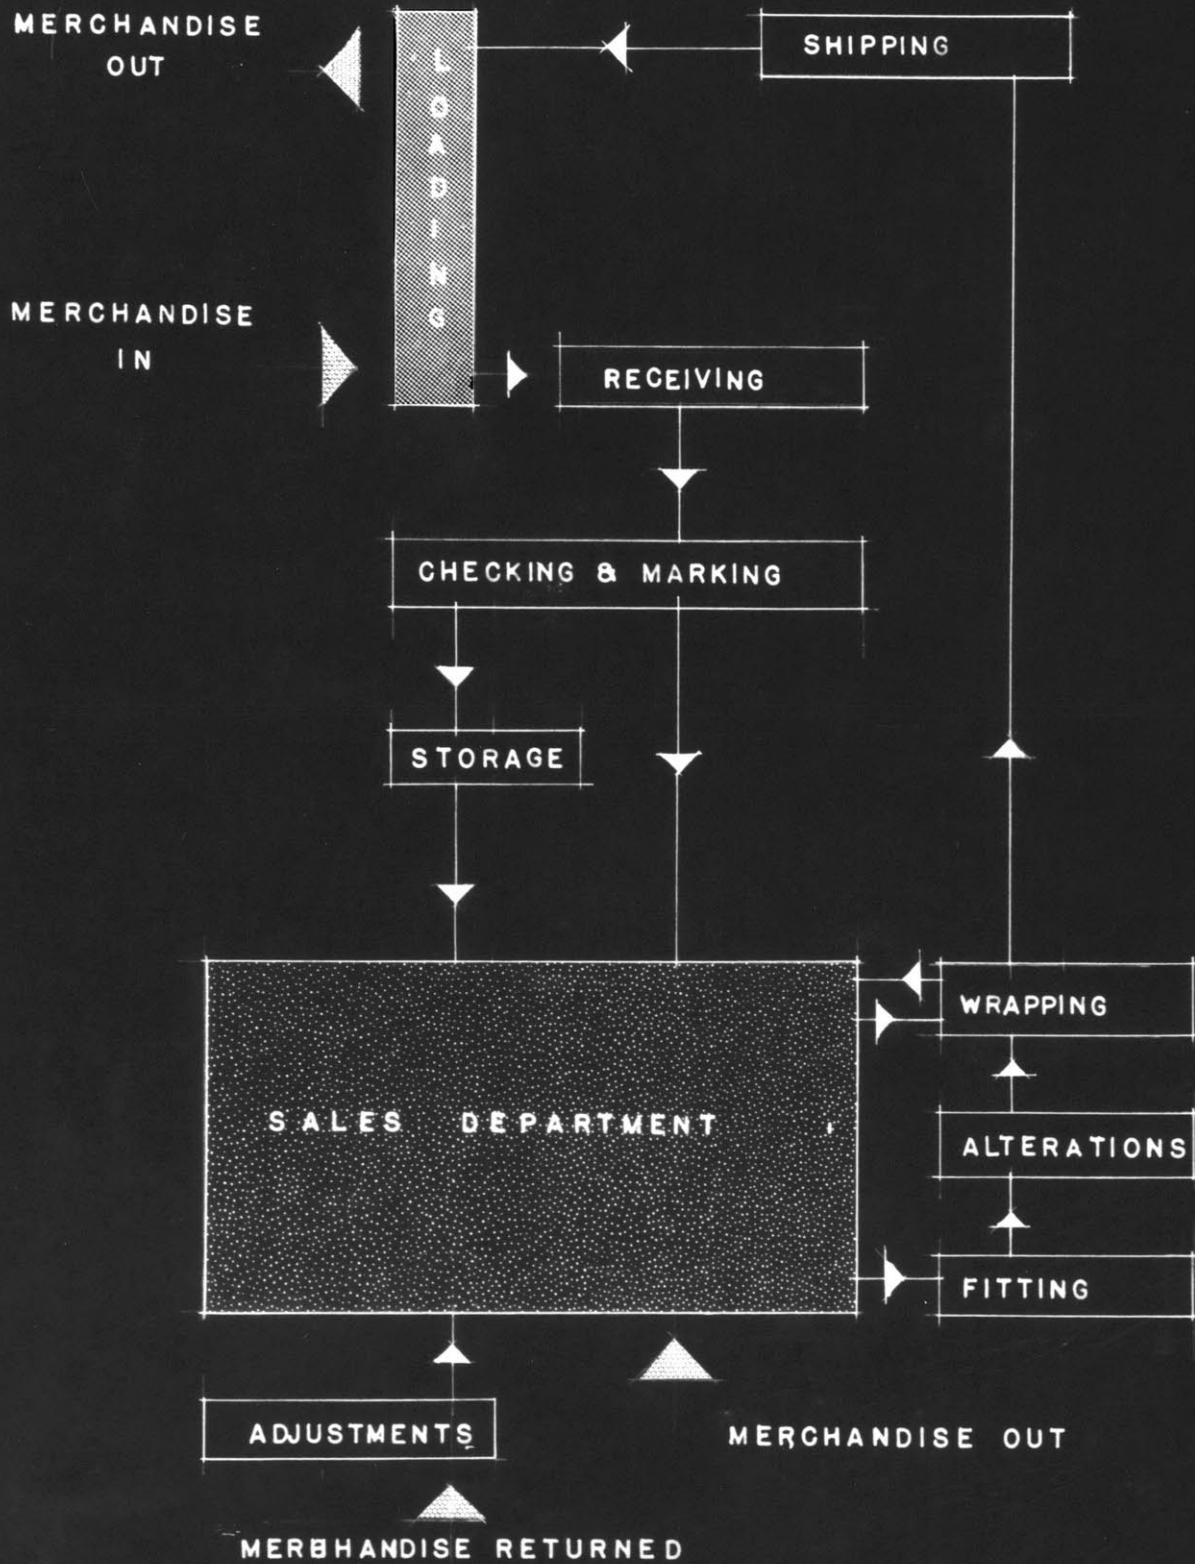 MERCHANDISE
OUT
LOADING
SHIPPING
MERCHANDISE
IN
RECEIVING
CHECKING & MARKING
STORAGE
WRAPPING
SALES DEPARTMENT
ALTERATIONS
FITTING
ADJUSTMENTS
MERCHANDISE OUT
MERBHANDISE RETURNED